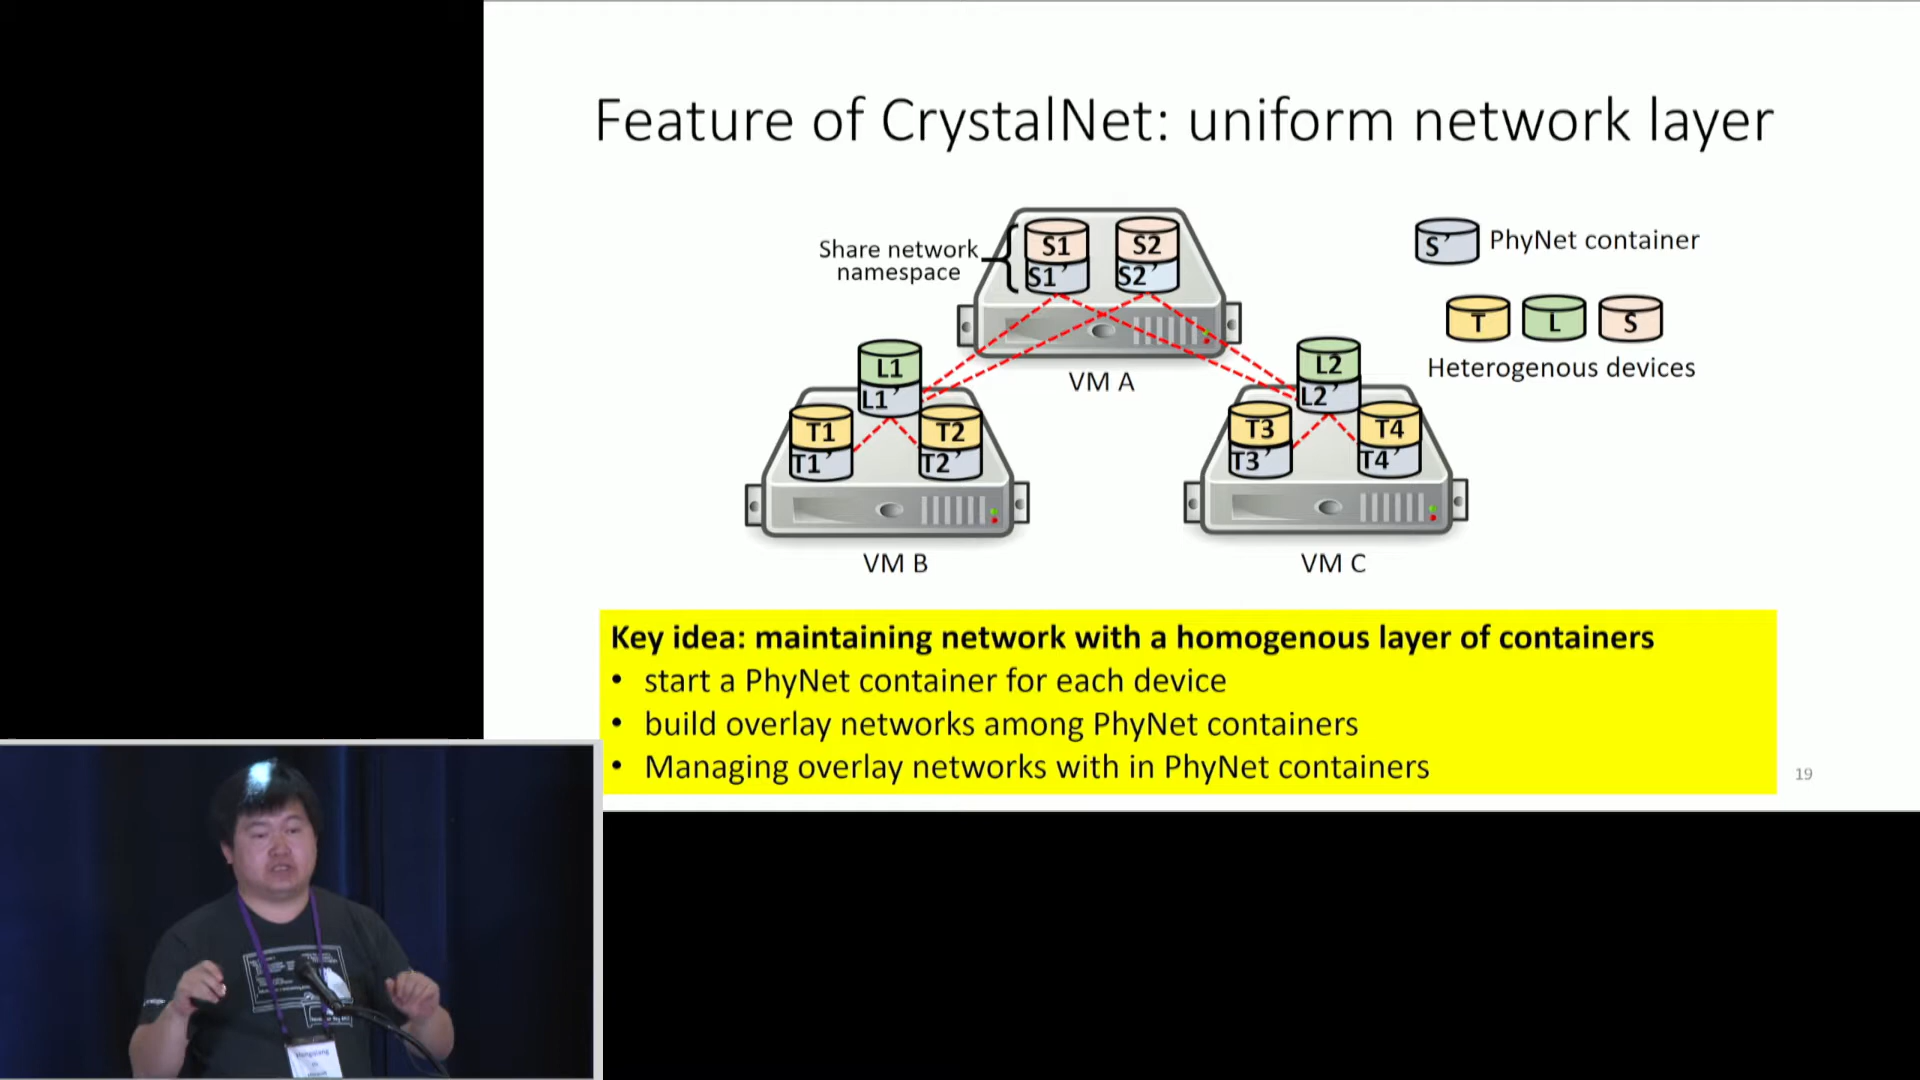 Feature of CrystalNet: uniform network layer
Share network
namespace
S1
S2
S1’
S2’
VM A
S’
PhyNet container
T
L
S
Heterogenous devices
L1
L1’
T1
T2
T1’
T2’
VM B
L2
L2’
T3
T4
T3’
T4’
VM C
Key idea: maintaining network with a homogenous layer of containers
• start a PhyNet container for each device
• build overlay networks among PhyNet containers
• Managing overlay networks with in PhyNet containers
19